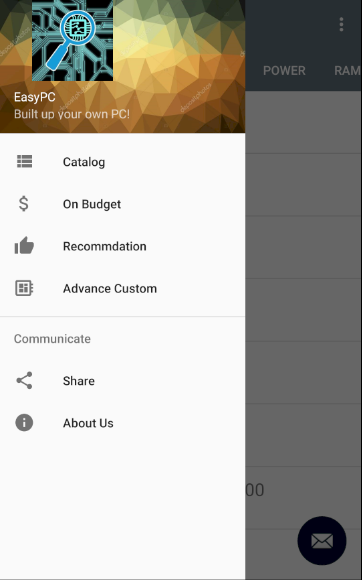 POWER
RAM
EasyPC
Built up your own PC!
Catalog
On Budget
Recommdation
Advance Custom
Communicate
Share
About Us
00